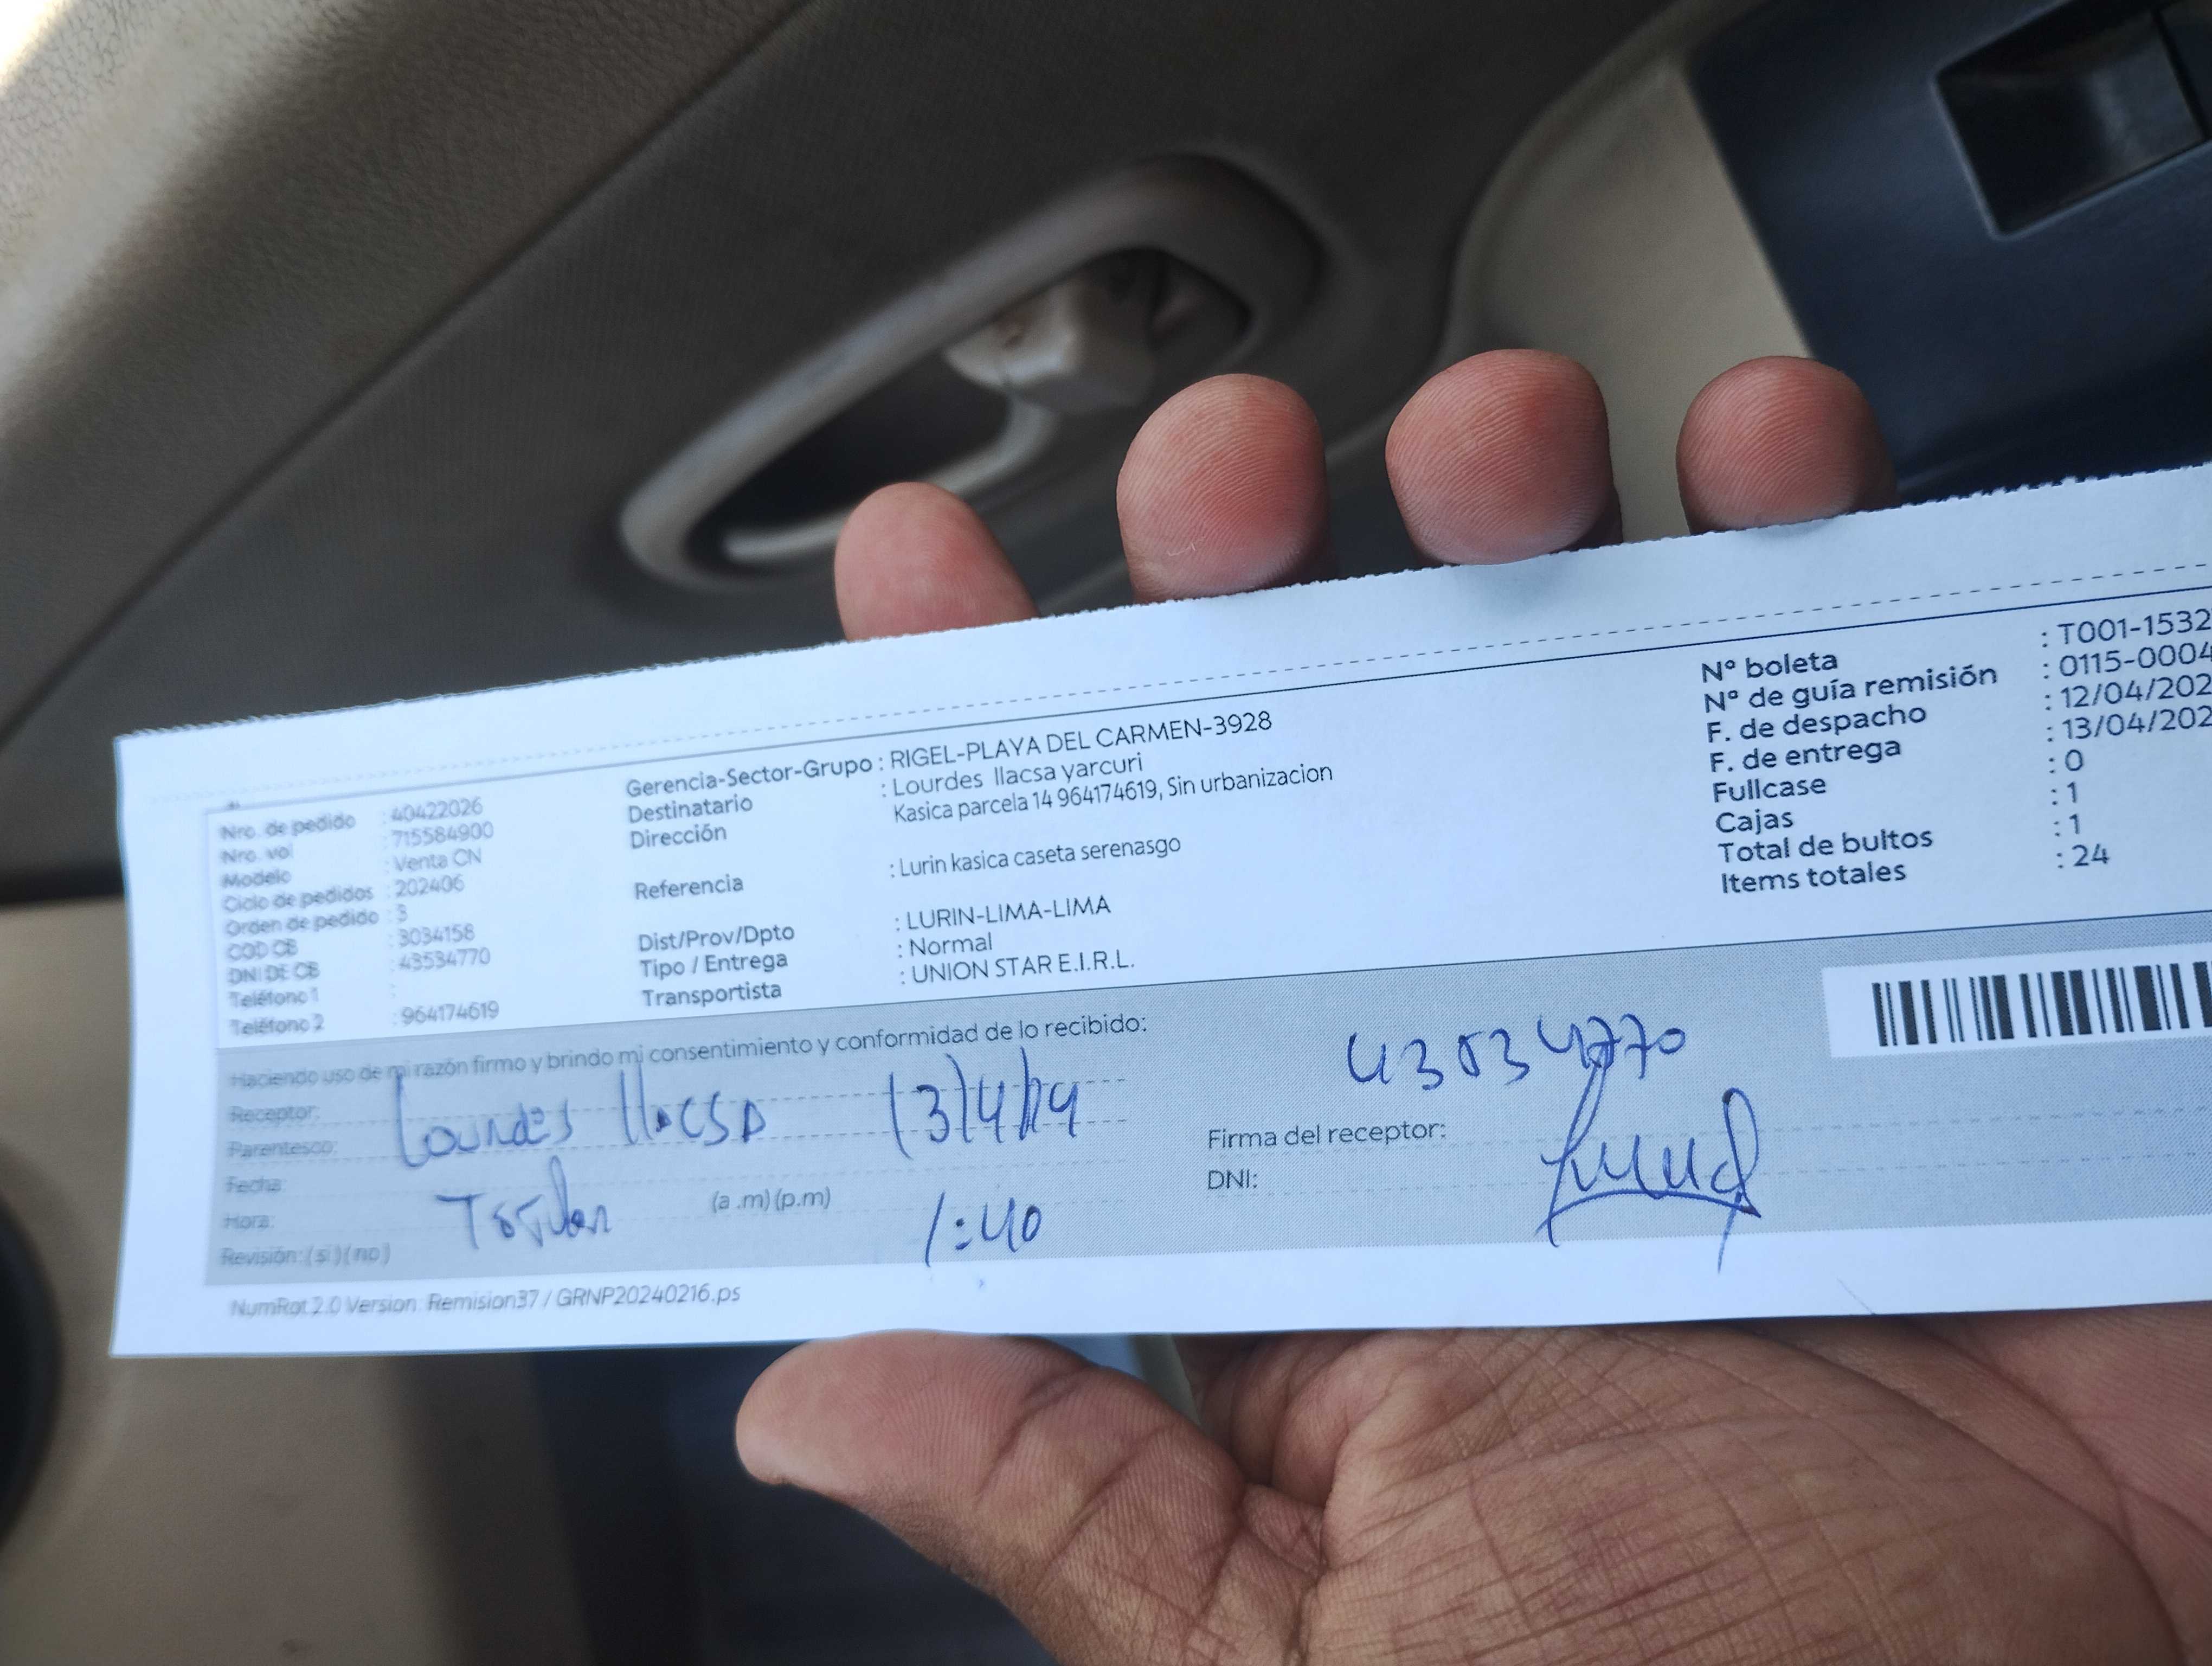 Nro. de pedido : 40422026
Nro. vol : 715584900
Modelo : Venta CN
Ciclo de pedidos : 202406
Orden de pedido : 3
COD CB : 3034158
DNI DE CB : 43534770
Teléfono 1 :
Teléfono 2 : 964174619
Gerencia-Sector-Grupo : RIGEL-PLAYA DEL CARMEN-3928
Destinatario : Lourdes llacsa yarcuri
Dirección Kasica parcela 14 964174619, Sin urbanizacion
Referencia : Lurin kasica caseta serenasgo
Dist/Prov/Dpto : LURIN-LIMA-LIMA
Tipo / Entrega : Normal
Transportista : UNION STAR E.I.R.L.
N° boleta : T001-1532
N° de guía remisión : 0115-0004
F. de despacho : 12/04/202
F. de entrega : 13/04/202
Fullcase : 0
Cajas : 1
Total de bultos : 1
Items totales : 24
Haciendo uso de mi razón firmo y brindo mi consentimiento y conformidad de lo recibido:
Receptor:
Parentesco: Lourdes llacsa 13/4/24
Fecha:
Hora: (a .m) (p.m) 1:40
Revisión: (si) (no)
43534770
Firma del receptor:
DNI:
NumRot 2.0 Version: Remision37 / GRNP20240216.ps